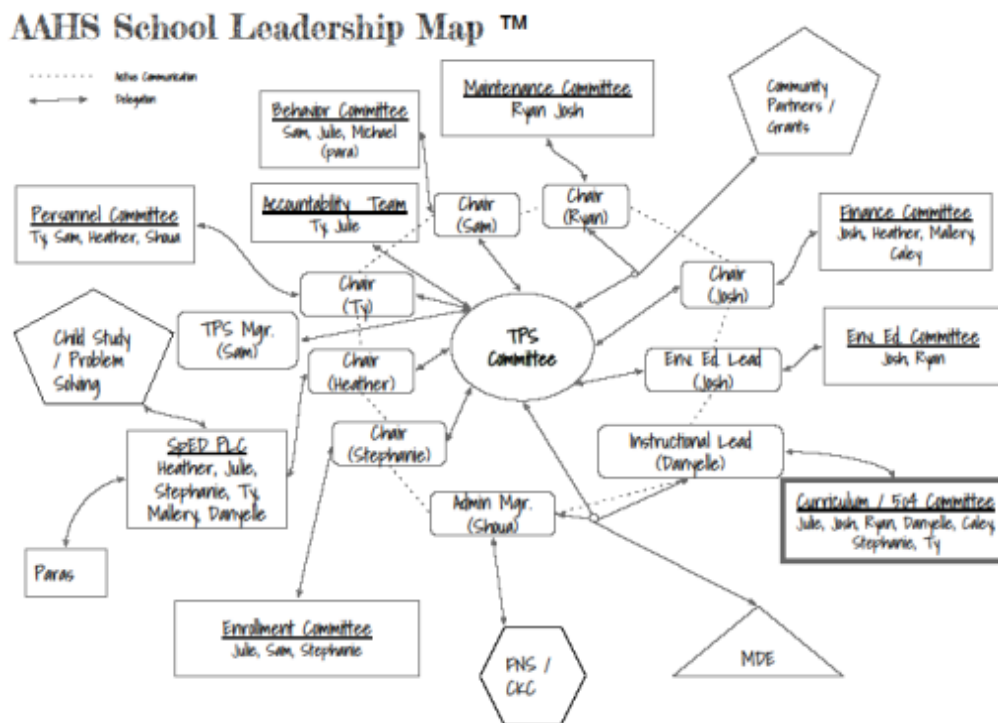 AAHS School Leadership Map ™
Active Communication
Delegation
Behavior Committee
Sam, Julie, Michael
(para)
Maintenance Committee
Ryan Josh
Community
Partners /
Grants
Personnel Committee
Ty, Sam, Heather, Shoua
Accountability Team
Ty, Julie
Chair
(Sam)
Chair
(Ryan)
Finance Committee
Josh, Heather, Mallery,
Caley
Chair
(Ty)
Chair
(Josh)
Child Study
/ Problem
Solving
TPS Mgr.
(Sam)
TPS
Committee
Chair
(Heather)
Env. Ed. Lead
(Josh)
Env. Ed. Committee
Josh, Ryan
SpED PLC
Heather, Julie,
Stephanie, Ty,
Mallery, Danyelle
Chair
(Stephanie)
Instructional Lead
(Danyelle)
Admin Mgr.
(Shoua)
Curriculum / 504 Committee
Julie, Josh, Ryan, Danyelle, Caley,
Stephanie, Ty
Paras
Enrollment Committee
Julie, Sam, Stephanie
FNS /
CKC
MDE